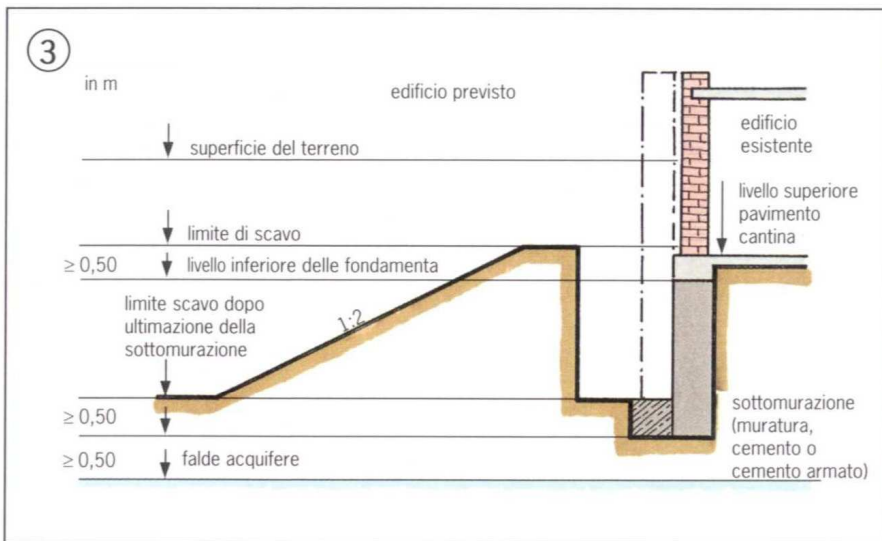 3
in m
edificio previsto
edificio
esistente
superficie del terreno
livello superiore
pavimento
cantina
limite di scavo
≥ 0,50
livello inferiore delle fondamenta
limite scavo dopo
ultimazione della
sottomurazione
1:2
≥ 0,50
sottomurazione
(muratura,
cemento o
cemento armato)
≥ 0,50
falde acquifere